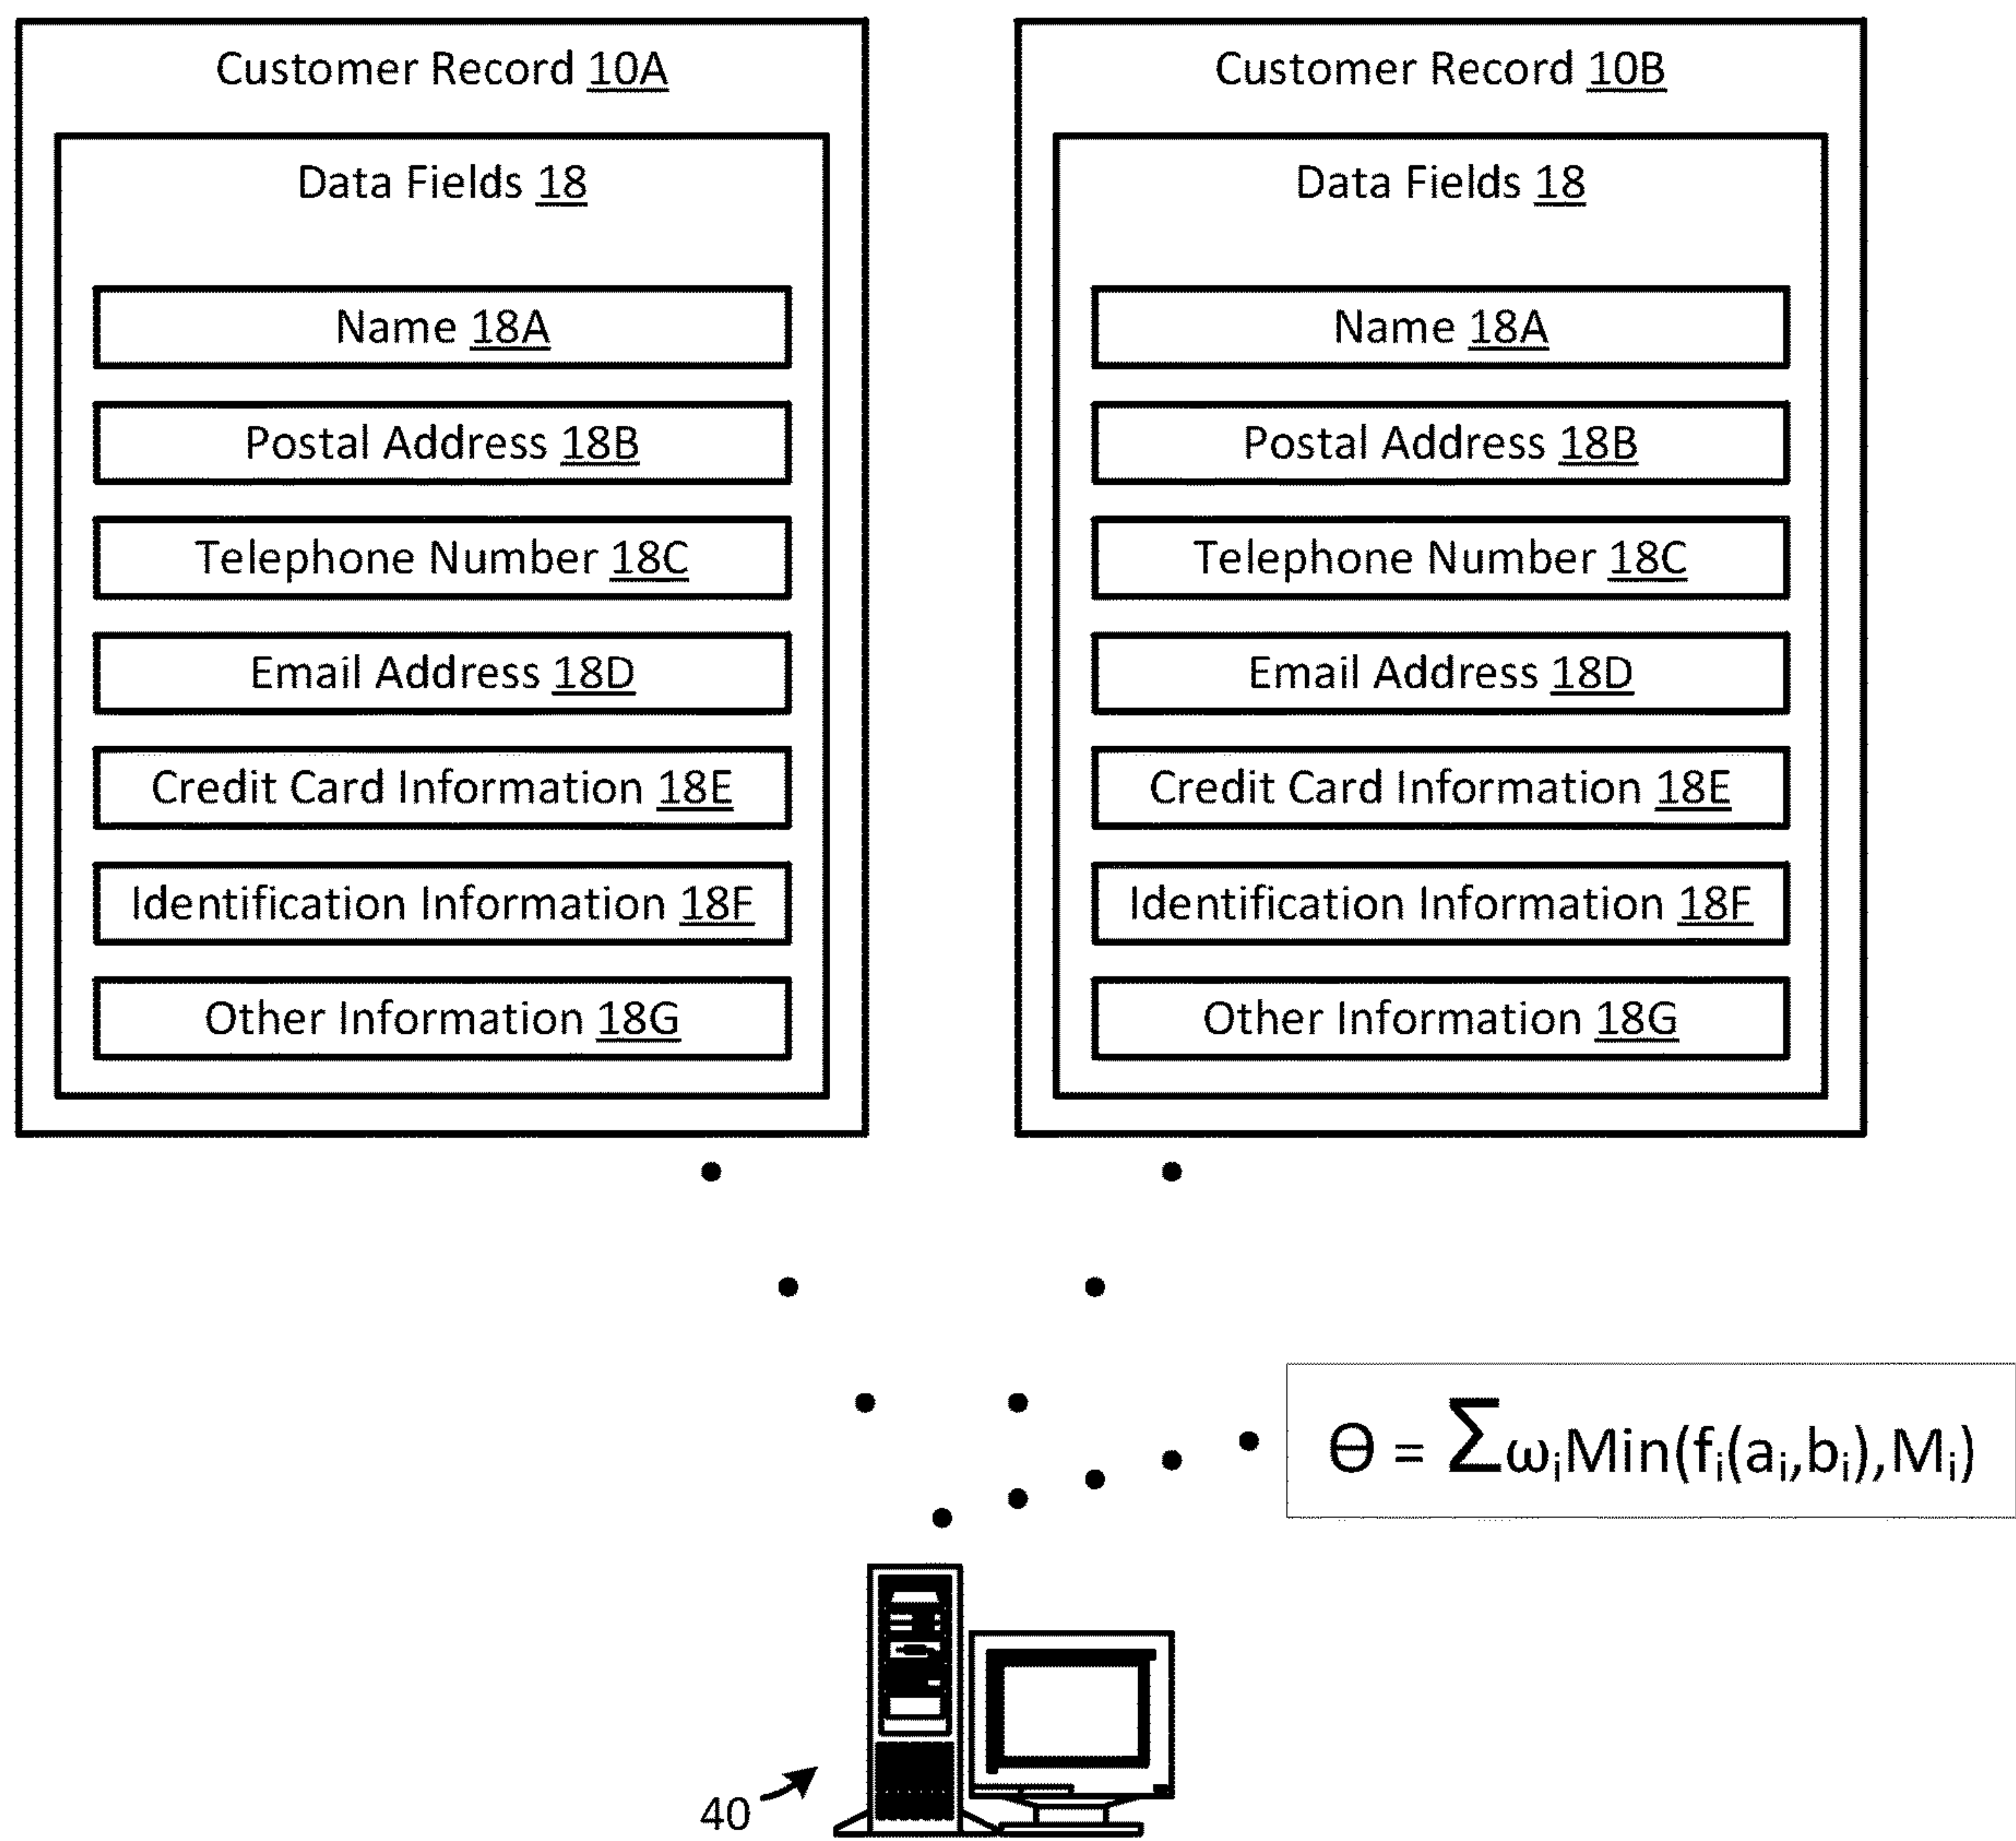 Customer Record 10A
Data Fields 18
Name 18A
Postal Address 18B
Telephone Number 18C
Email Address 18D
Credit Card Information 18E
Identification Information 18F
Other Information 18G
Customer Record 10B
Data Fields 18
Name 18A
Postal Address 18B
Telephone Number 18C
Email Address 18D
Credit Card Information 18E
Identification Information 18F
Other Information 18G
Θ = ∑ωᵢMin(fᵢ(aᵢ,bᵢ),Mᵢ)
40